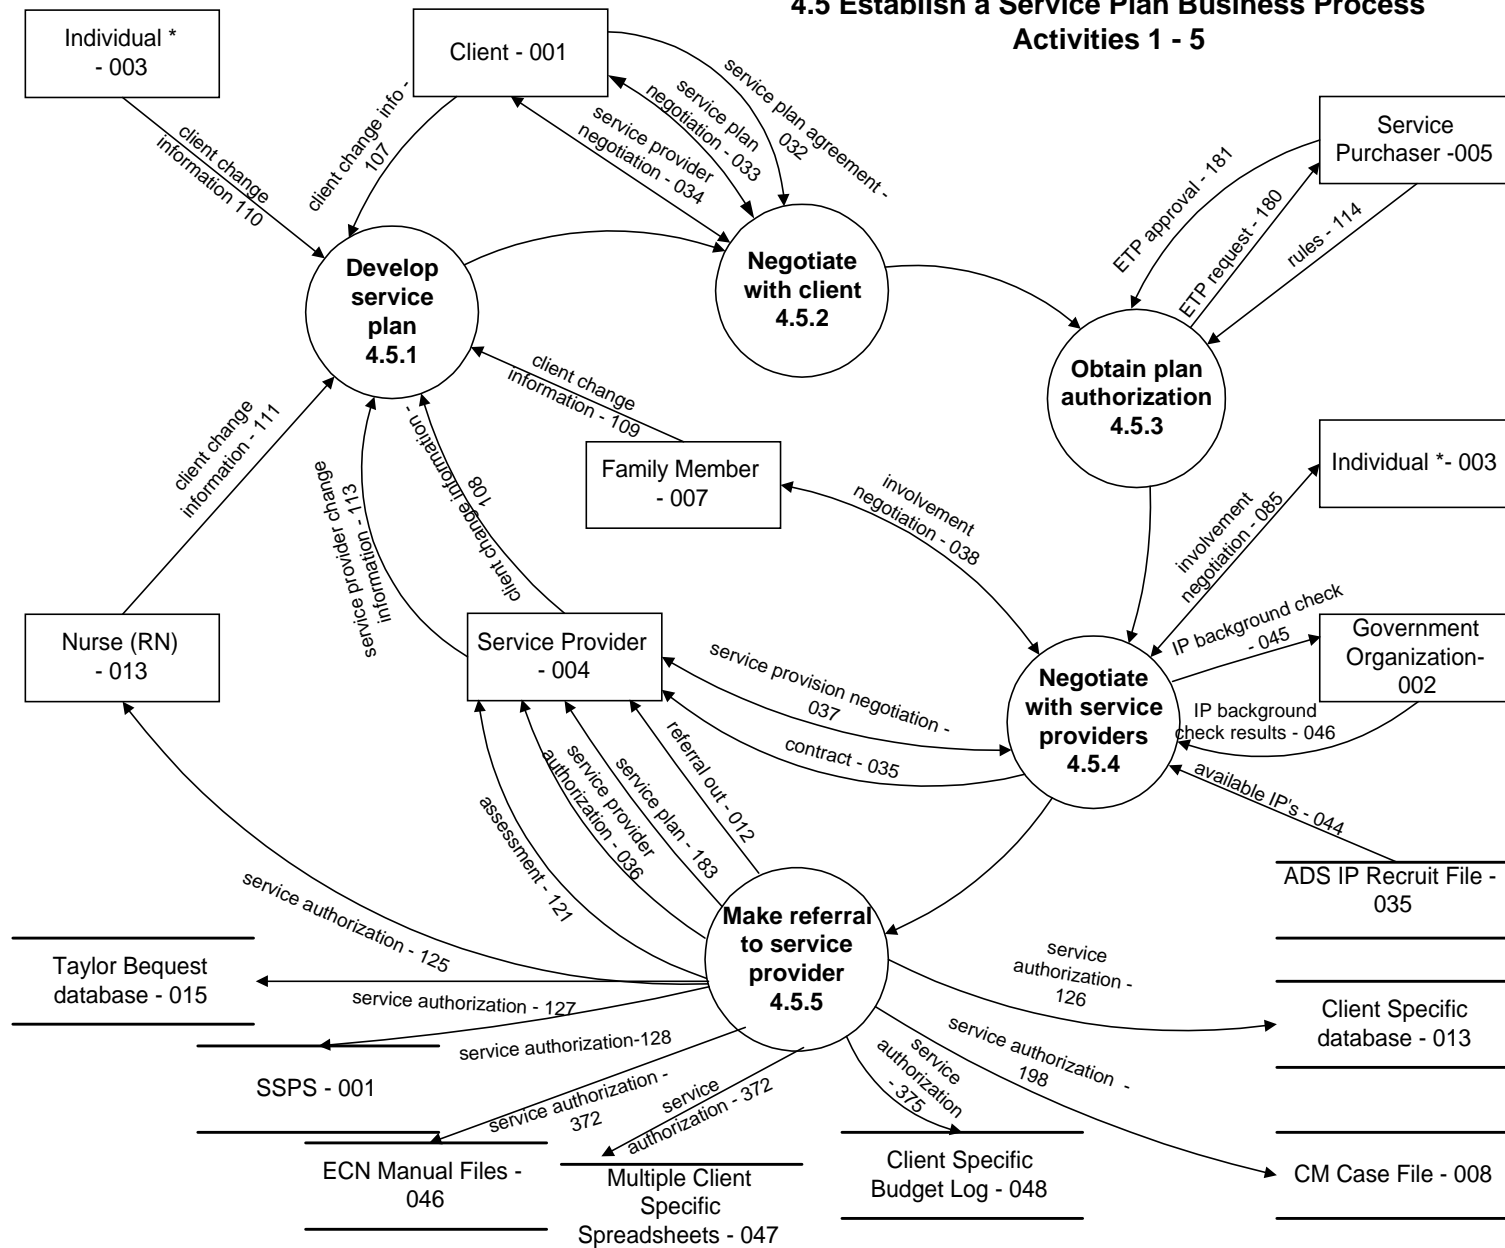 4.5 Establish a Service Plan Business Process
Activities 1 - 5
Individual *
- 003
Client - 001
Service
Purchaser -005
client change
information 110
client change info -
107
service provider
negotiation - 034
service plan
negotiation - 033
service plan agreement -
032
ETP approval - 181
ETP request - 180
rules - 114
Develop
service
plan
4.5.1
Negotiate
with client
4.5.2
Obtain plan
authorization
4.5.3
client change
information - 109
client change
information - 111
service provider change
information - 113
client change information -
108
Family Member
- 007
involvement
negotiation - 038
Individual *- 003
involvement
negotiation - 085
Nurse (RN)
- 013
Service Provider
- 004
service provision negotiation -
037
contract - 035
Negotiate
with service
providers
4.5.4
IP background check
- 045
Government
Organization-
002
IP background
check results - 046
available IP's - 044
ADS IP Recruit File -
035
assessment - 121
service provider
authorization - 036
service plan - 183
referral out - 012
Make referral
to service
provider
4.5.5
service authorization - 125
Taylor Bequest
database - 015
service authorization - 127
service authorization-128
SSPS - 001
service authorization -
372
service
authorization - 372
service
authorization
- 375
service authorization -
198
service
authorization -
126
Client Specific
database - 013
ECN Manual Files -
046
Multiple Client
Specific
Spreadsheets - 047
Client Specific
Budget Log - 048
CM Case File - 008